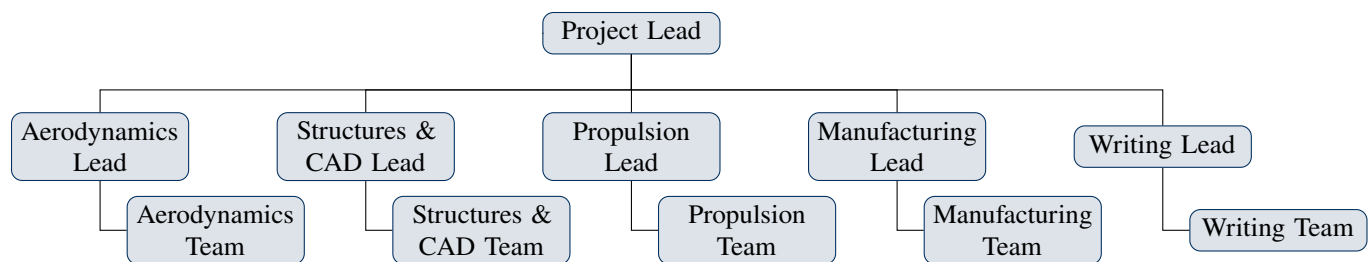 Project Lead
Aerodynamics
Lead
Structures &
CAD Lead
Propulsion
Lead
Manufacturing
Lead
Writing Lead
Aerodynamics
Team
Structures &
CAD Team
Propulsion
Team
Manufacturing
Team
Writing Team